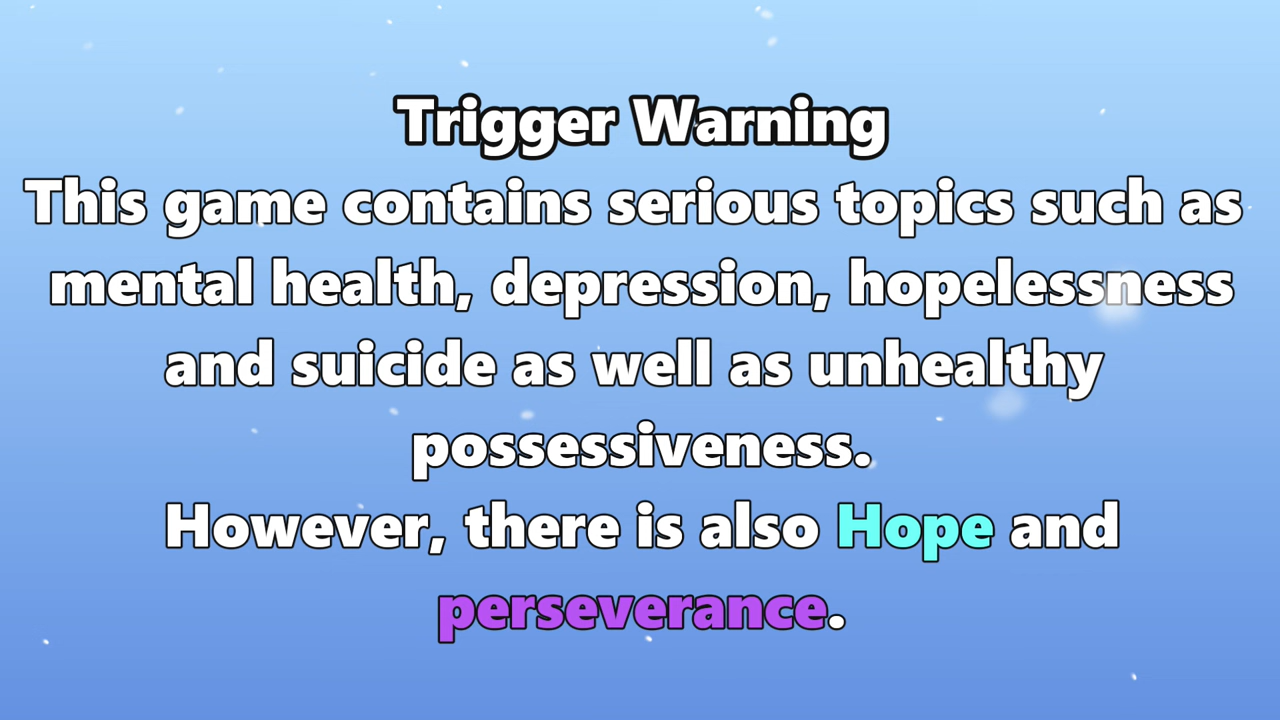 Trigger Warning
This game contains serious topics such as
mental health, depression, hopelessness
and suicide as well as unhealthy
possessiveness.
However, there is also Hope and
perseverance.